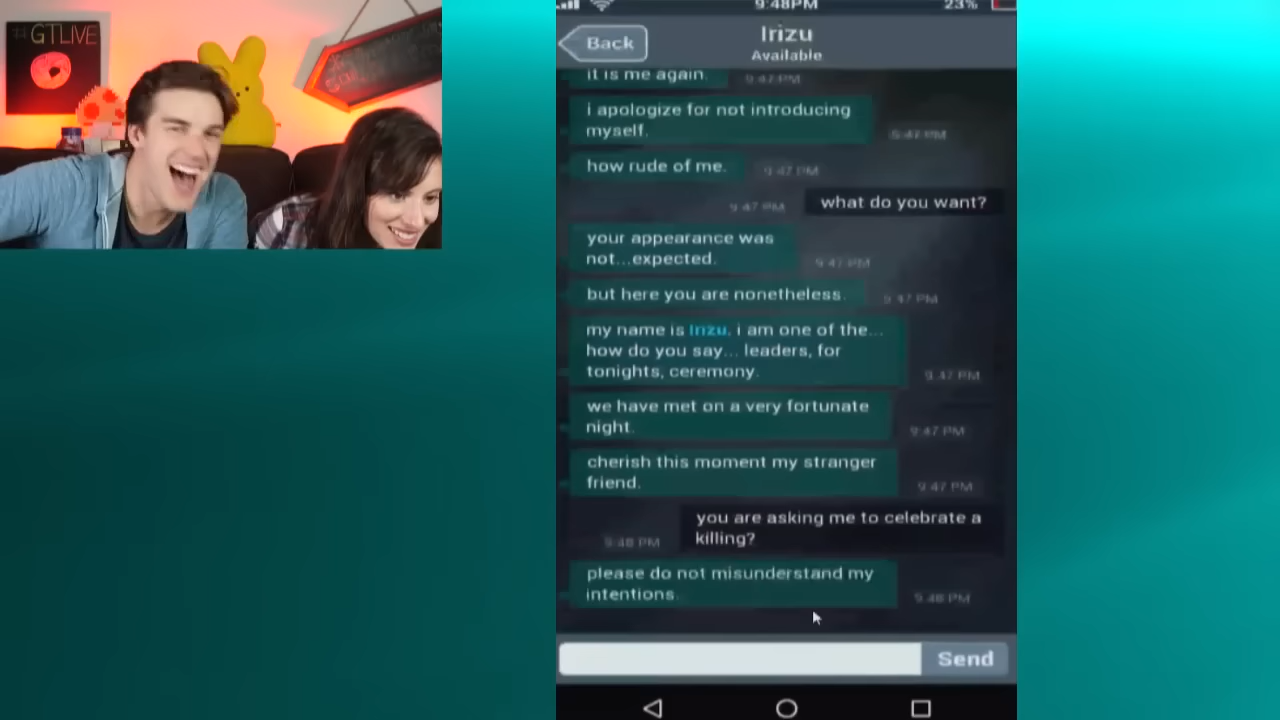 #GTLIVE
9:48PM
23%
Back
Irizu
Available
it is me again.
9:47 PM
i apologize for not introducing
myself.
9:47 PM
how rude of me.
9:47 PM
what do you want?
9:47 PM
your appearance was
not...expected.
9:47 PM
but here you are nonetheless.
9:47 PM
my name is Irizu. i am one of the...
how do you say... leaders, for
tonights, ceremony.
9:47 PM
we have met on a very fortunate
night.
9:47 PM
cherish this moment my stranger
friend.
9:47 PM
you are asking me to celebrate a
killing?
9:48 PM
please do not misunderstand my
intentions.
9:48 PM
Send